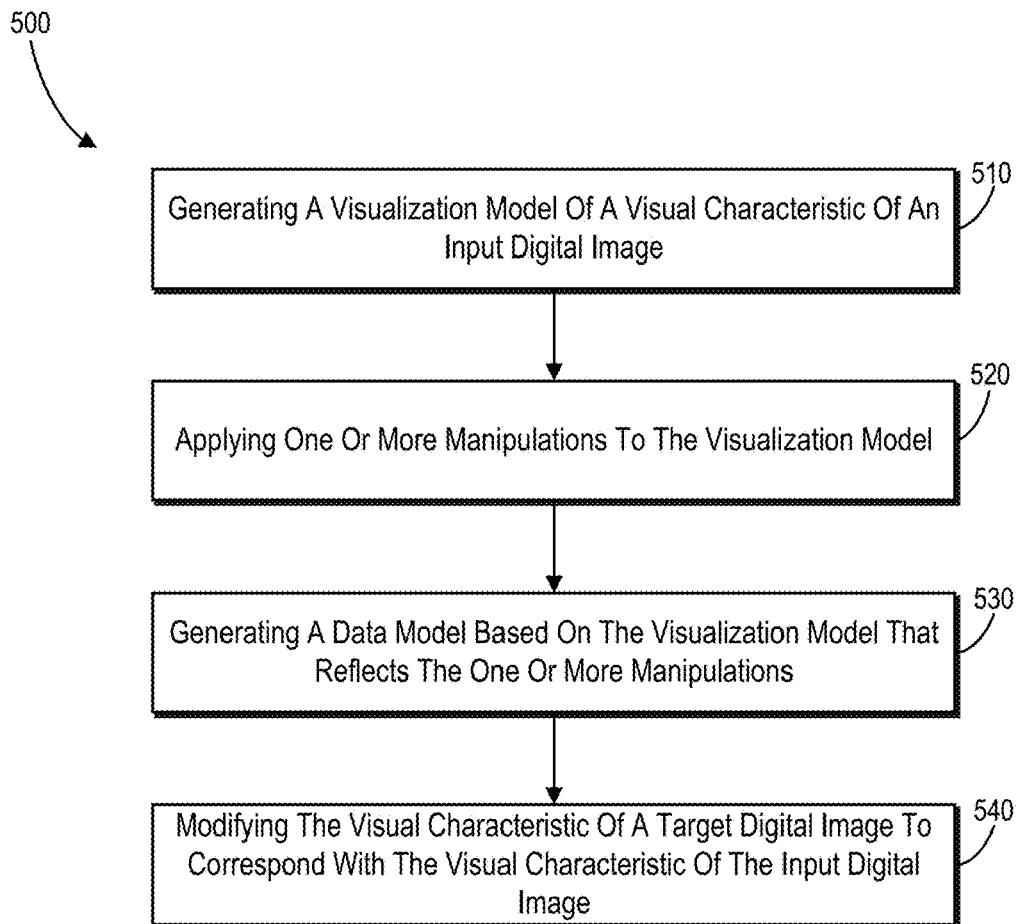 500
510
Generating A Visualization Model Of A Visual Characteristic Of An
Input Digital Image
520
Applying One Or More Manipulations To The Visualization Model
530
Generating A Data Model Based On The Visualization Model That
Reflects The One Or More Manipulations
540
Modifying The Visual Characteristic Of A Target Digital Image To
Correspond With The Visual Characteristic Of The Input Digital
Image